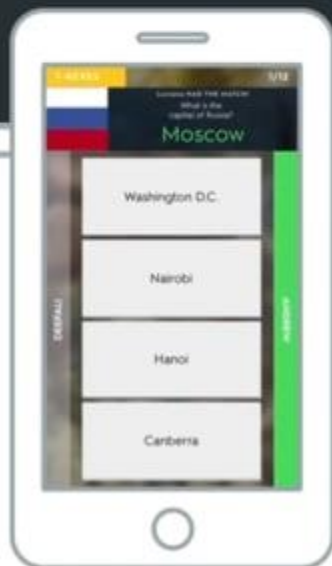 1/12
What is the
capital of Russia?
Moscow
Washington D.C.
Nairobi
Hanoi
Canberra